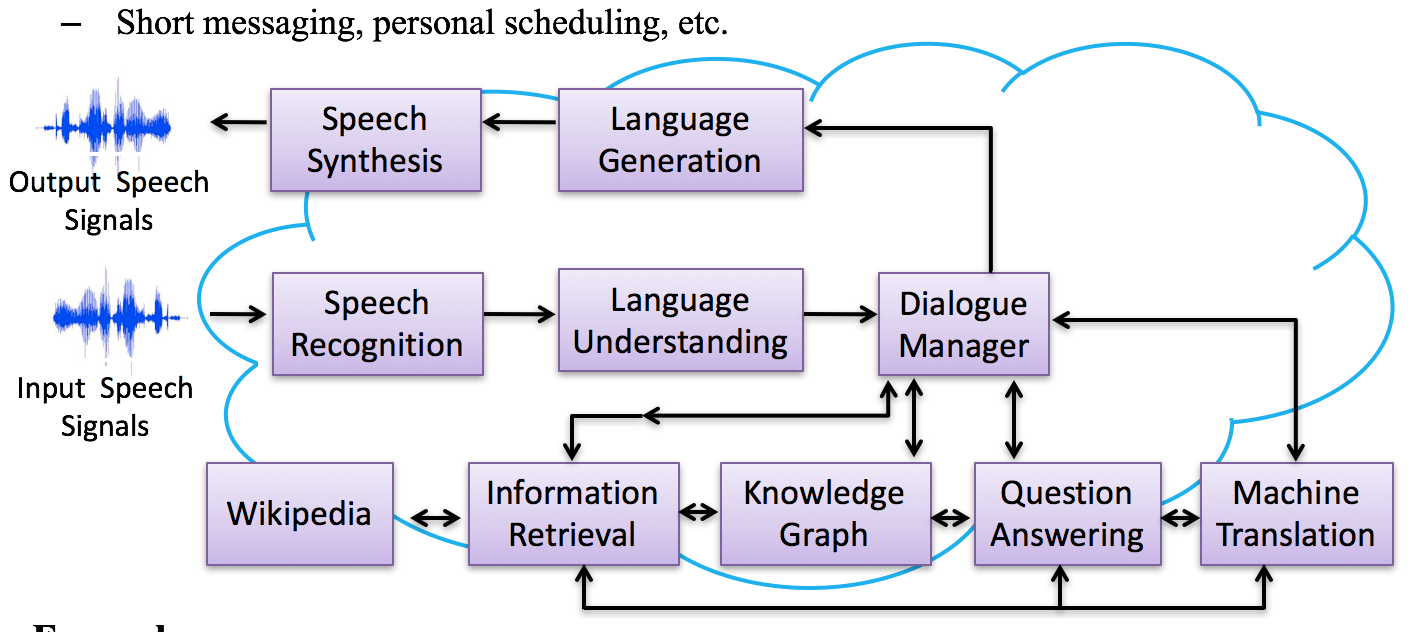 – Short messaging, personal scheduling, etc.
Speech
Synthesis
Language
Generation
Output Speech
Signals
Speech
Recognition
Language
Understanding
Dialogue
Manager
Input Speech
Signals
Wikipedia
Information
Retrieval
Knowledge
Graph
Question
Answering
Machine
Translation